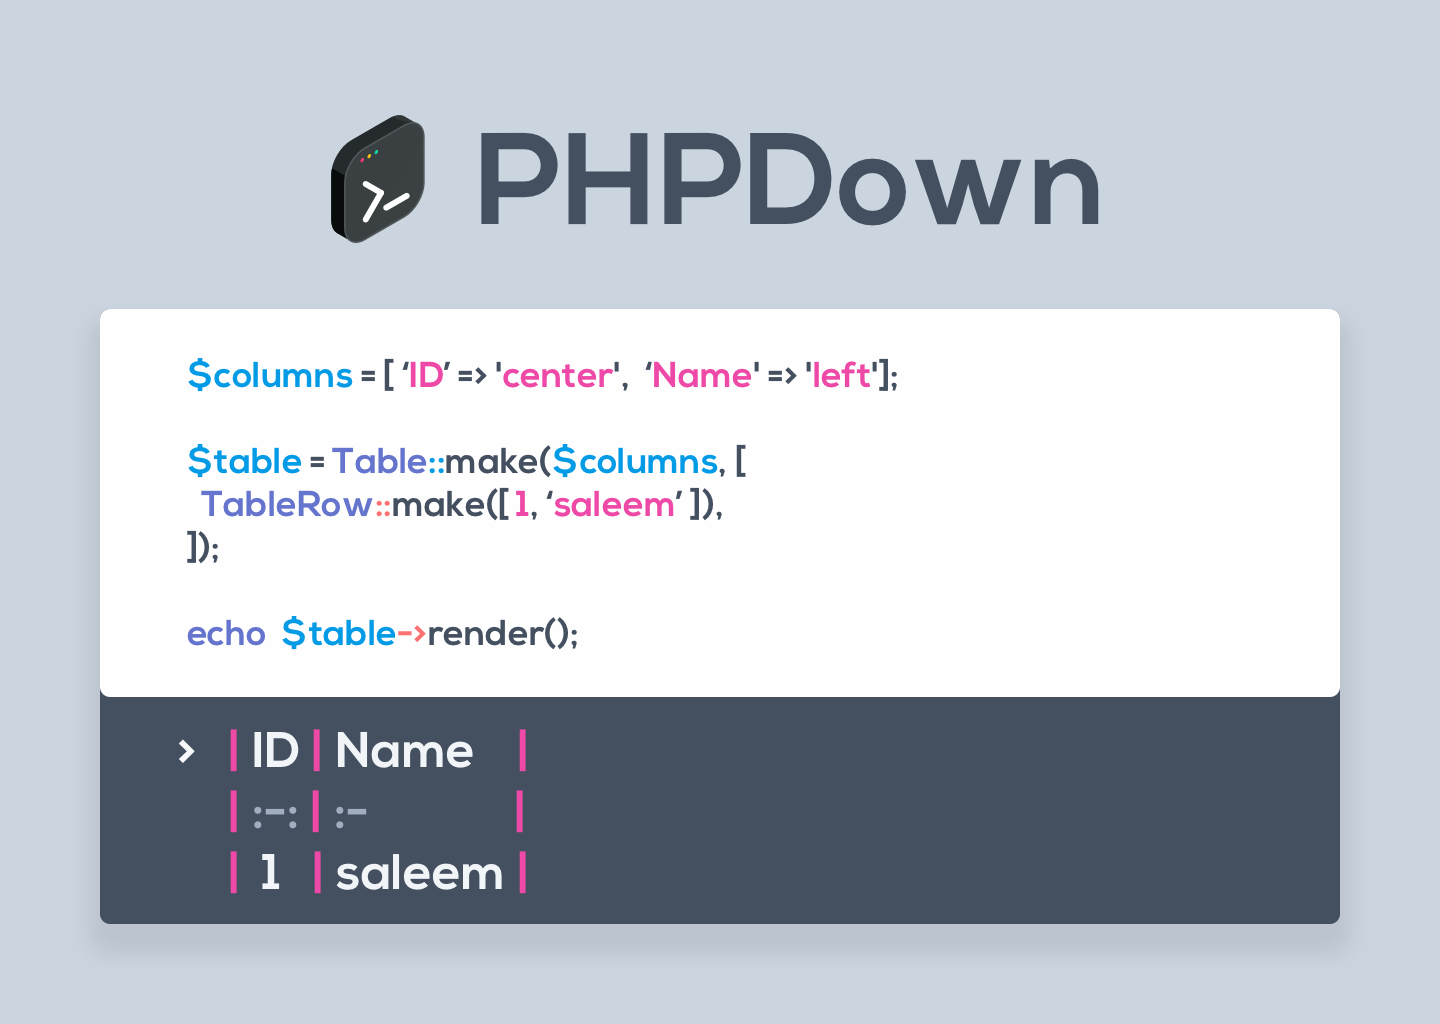 PHPDown
$columns = [ ‘ID’ => 'center',  ‘Name' => 'left'];
$table = Table::make($columns, [
TableRow::make([ 1, ‘saleem’ ]),
]);
echo $table->render();
> | ID | Name |
| :-: | :- |
| 1 | saleem |